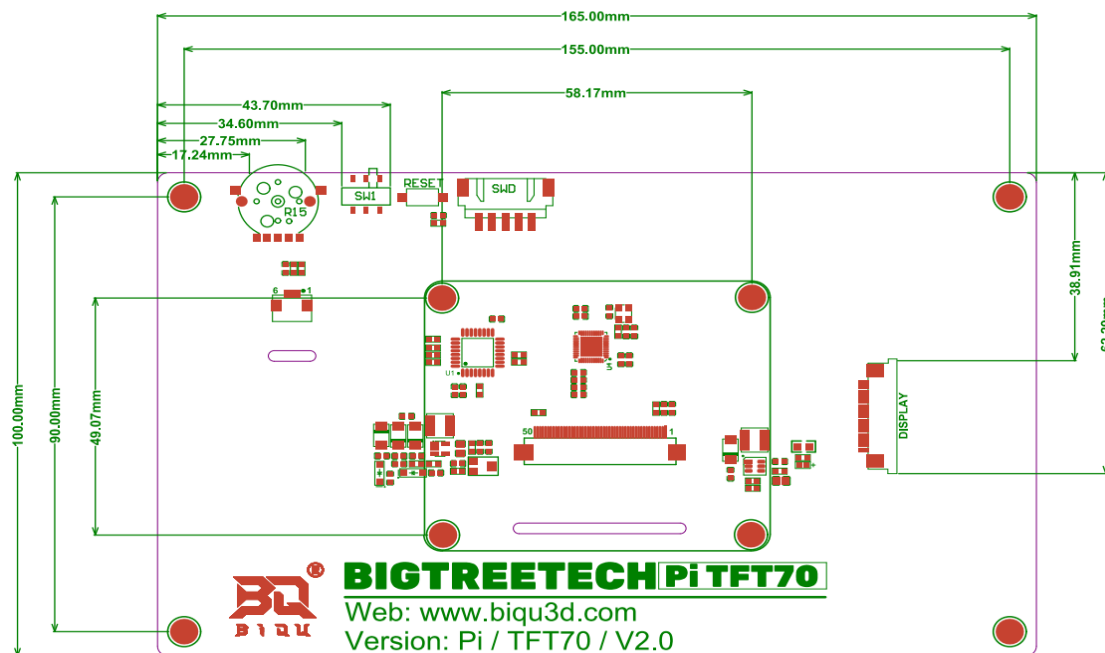 165.00mm
155.00mm
43.70mm
58.17mm
34.60mm
27.75mm
17.24mm
RESET
SW1
SWD
R15
38.91mm
6 1
U1
3
100.00mm
90.00mm
49.07mm
DISPLAY
50 1
BIGTREETECH Pi TFT70
BIQU
®
Web: www.biqu3d.com
Version: Pi / TFT70 / V2.0